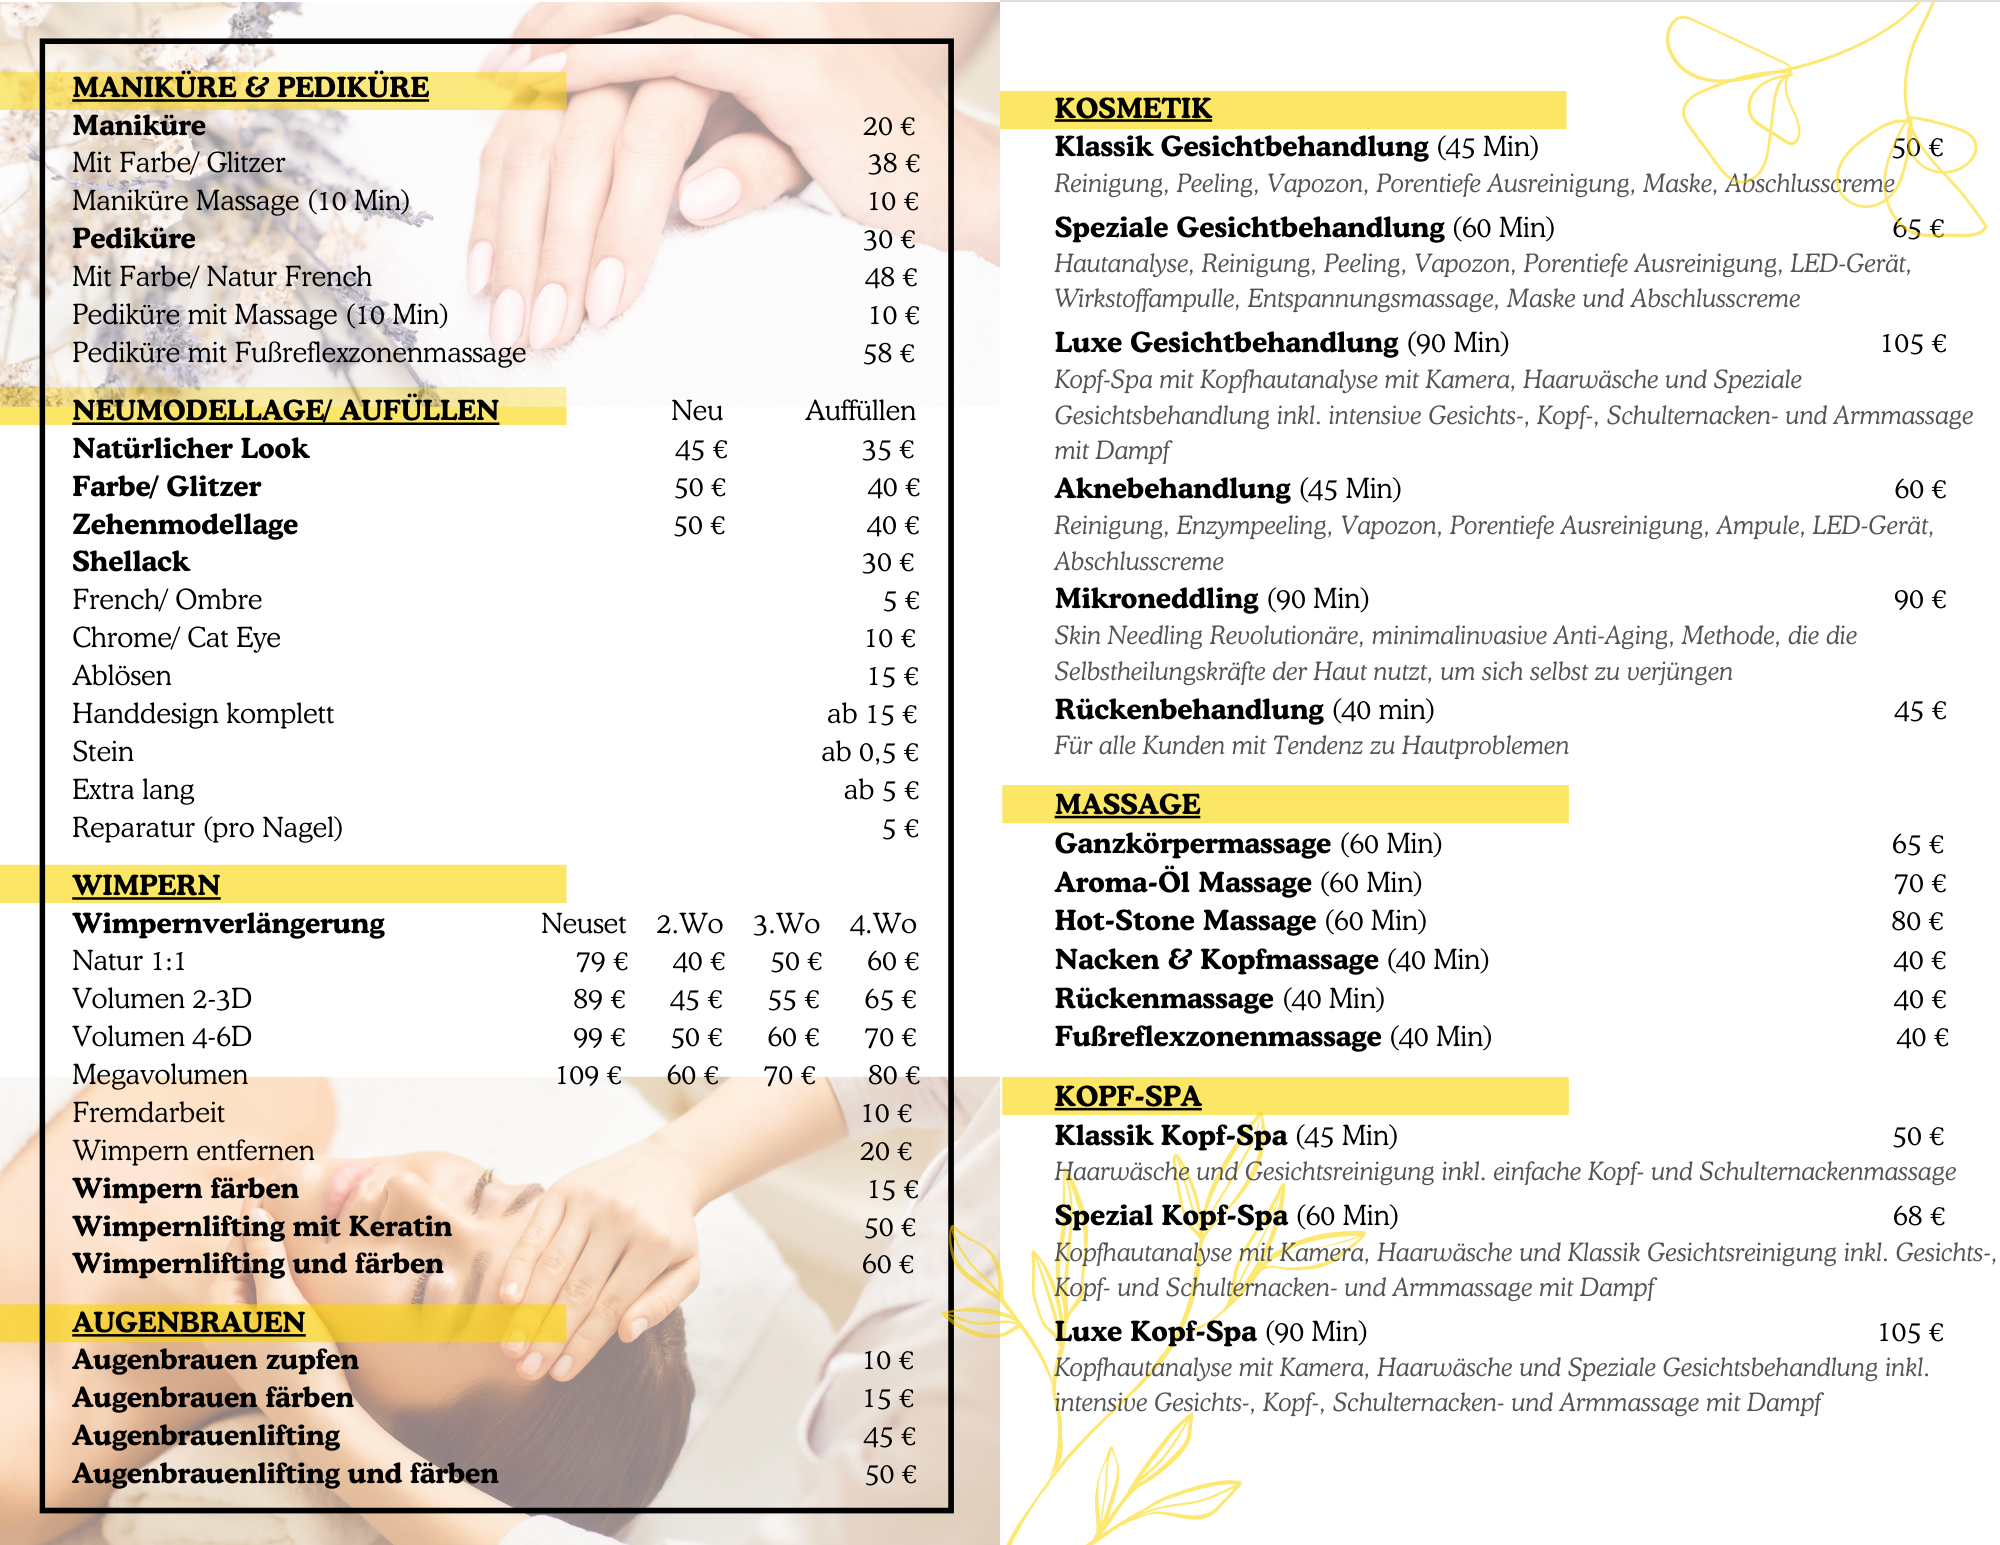 MANIKÜRE & PEDIKÜRE
Maniküre 20 €
Mit Farbe/ Glitzer 38 €
Maniküre Massage (10 Min) 10 €
Pediküre 30 €
Mit Farbe/ Natur French 48 €
Pediküre mit Massage (10 Min) 10 €
Pediküre mit Fußreflexzonenmassage 58 €
NEUMODELLAGE/ AUFÜLLEN Neu Auffüllen
Natürlicher Look 45 € 35 €
Farbe/ Glitzer 50 € 40 €
Zehenmodellage 50 € 40 €
Shellack 30 €
French/ Ombre 5 €
Chrome/ Cat Eye 10 €
Ablösen 15 €
Handdesign komplett ab 15 €
Stein ab 0,5 €
Extra lang ab 5 €
Reparatur (pro Nagel) 5 €
WIMPERN
Wimpernverlängerung Neuset 2.Wo 3.Wo 4.Wo
Natur 1:1 79 € 40 € 50 € 60 €
Volumen 2-3D 89 € 45 € 55 € 65 €
Volumen 4-6D 99 € 50 € 60 € 70 €
Megavolumen 109 € 60 € 70 € 80 €
Fremdarbeit 10 €
Wimpern entfernen 20 €
Wimpern färben 15 €
Wimpernlifting mit Keratin 50 €
Wimpernlifting und färben 60 €
AUGENBRAUEN
Augenbrauen zupfen 10 €
Augenbrauen färben 15 €
Augenbrauenlifting 45 €
Augenbrauenlifting und färben 50 €
KOSMETIK
Klassik Gesichtbehandlung (45 Min) 50 €
Reinigung, Peeling, Vapozon, Porentiefe Ausreinigung, Maske, Abschlusscreme
Speziale Gesichtbehandlung (60 Min) 65 €
Hautanalyse, Reinigung, Peeling, Vapozon, Porentiefe Ausreinigung, LED-Gerät,
Wirkstoffampulle, Entspannungsmassage, Maske und Abschlusscreme
Luxe Gesichtbehandlung (90 Min) 105 €
Kopf-Spa mit Kopfhautanalyse mit Kamera, Haarwäsche und Speziale
Gesichtsbehandlung inkl. intensive Gesichts-, Kopf-, Schulternacken- und Armmassage
mit Dampf
Aknebehandlung (45 Min) 60 €
Reinigung, Enzympeeling, Vapozon, Porentiefe Ausreinigung, Ampule, LED-Gerät,
Abschlusscreme
Mikroneddling (90 Min) 90 €
Skin Needling Revolutionäre, minimalinvasive Anti-Aging, Methode, die die
Selbstheilungskräfte der Haut nutzt, um sich selbst zu verjüngen
Rückenbehandlung (40 min) 45 €
Für alle Kunden mit Tendenz zu Hautproblemen
MASSAGE
Ganzkörpermassage (60 Min) 65 €
Aroma-Öl Massage (60 Min) 70 €
Hot-Stone Massage (60 Min) 80 €
Nacken & Kopfmassage (40 Min) 40 €
Rückenmassage (40 Min) 40 €
Fußreflexzonenmassage (40 Min) 40 €
KOPF-SPA
Klassik Kopf-Spa (45 Min) 50 €
Haarwäsche und Gesichtsreinigung inkl. einfache Kopf- und Schulternackenmassage
Spezial Kopf-Spa (60 Min) 68 €
Kopfhautanalyse mit Kamera, Haarwäsche und Klassik Gesichtsreinigung inkl. Gesichts-,
Kopf- und Schulternacken- und Armmassage mit Dampf
Luxe Kopf-Spa (90 Min) 105 €
Kopfhautanalyse mit Kamera, Haarwäsche und Speziale Gesichtsbehandlung inkl.
intensive Gesichts-, Kopf-, Schulternacken- und Armmassage mit Dampf